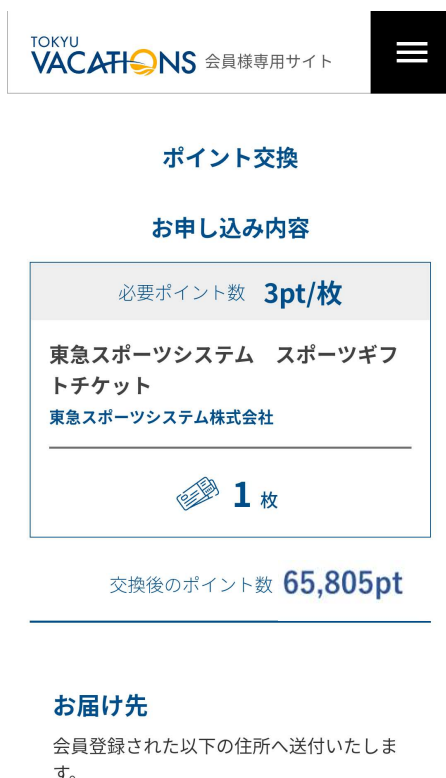 TOKYU
VACATIONS 会員様専用サイト
ポイント交換
お申し込み内容
必要ポイント数 3pt/枚
東急スポーツシステム　スポーツギフ
トチケット
東急スポーツシステム株式会社
1 枚
交換後のポイント数 65,805pt
お届け先
会員登録された以下の住所へ送付いたしま
す。